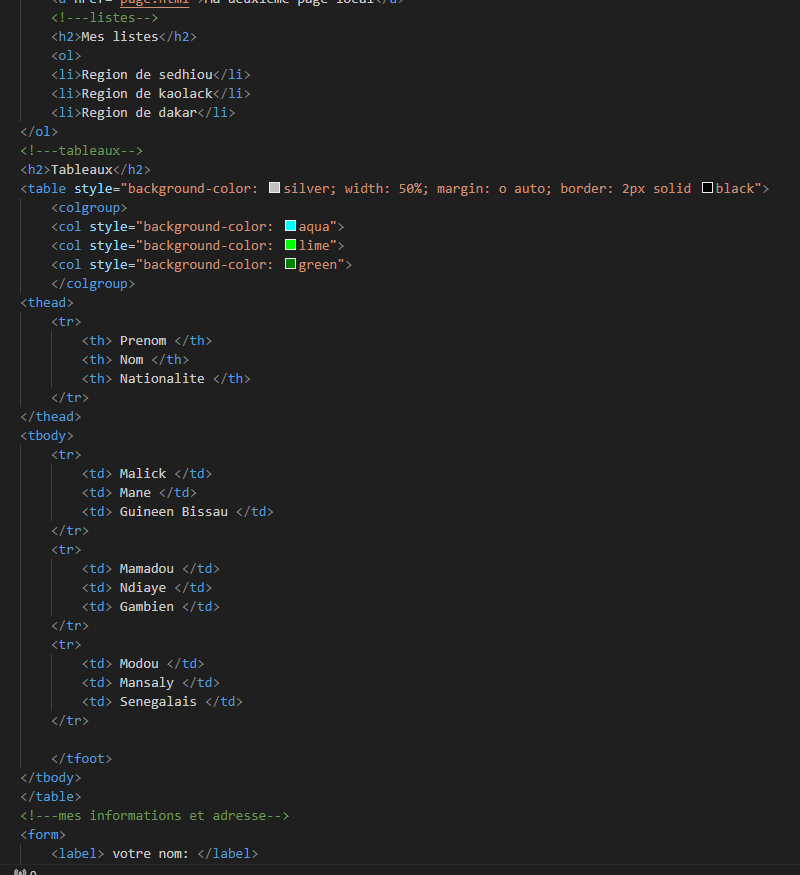 page.html">Ma deuxieme page local</a>
<!---listes-->
<h2>Mes listes</h2>
<ol>
<li>Region de sedhiou</li>
<li>Region de kaolack</li>
<li>Region de dakar</li>
</ol>
<!---tableaux-->
<h2>Tableaux</h2>
<table style="background-color: silver; width: 50%; margin: o auto; border: 2px solid black">
<colgroup>
<col style="background-color: aqua">
<col style="background-color: lime">
<col style="background-color: green">
</colgroup>
<thead>
<tr>
<th> Prenom </th>
<th> Nom </th>
<th> Nationalite </th>
</tr>
</thead>
<tbody>
<tr>
<td> Malick </td>
<td> Mane </td>
<td> Guineen Bissau </td>
</tr>
<tr>
<td> Mamadou </td>
<td> Ndiaye </td>
<td> Gambien </td>
</tr>
<tr>
<td> Modou </td>
<td> Mansaly </td>
<td> Senegalais </td>
</tr>
</tfoot>
</tbody>
</table>
<!---mes informations et adresse-->
<form>
<label> votre nom: </label>